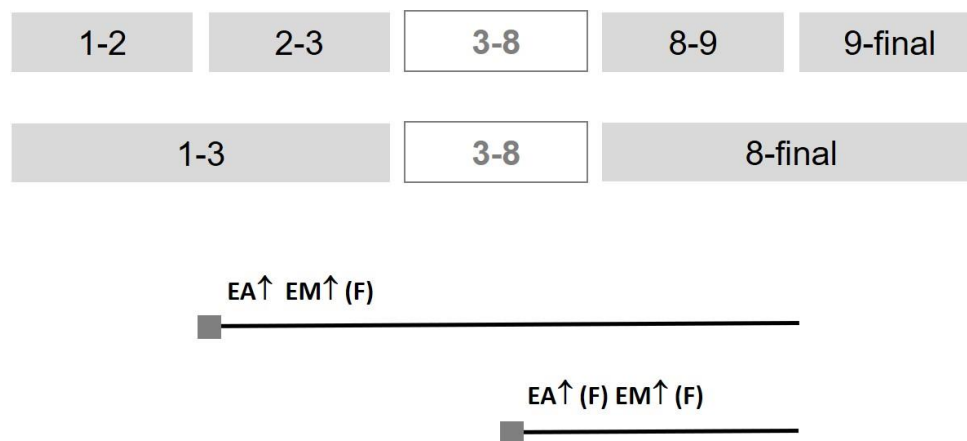 1-2 2-3 3-8 8-9 9-final
1-3 3-8 8-final
EA↑ EM↑ (F)
EA↑ (F) EM↑ (F)